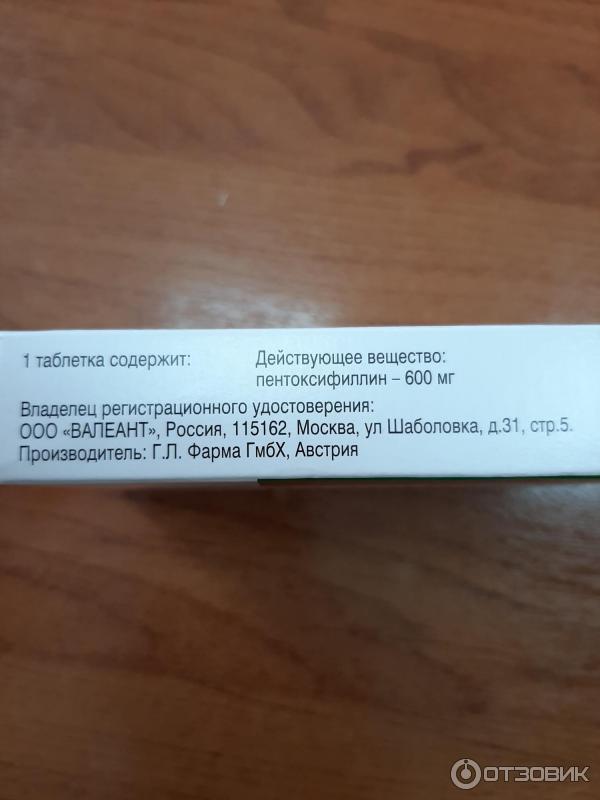 1 таблетка содержит:
Действующее вещество:
пентоксифиллин – 600 мг
Владелец регистрационного удостоверения:
ООО «ВАЛЕАНТ», Россия, 115162, Москва, ул Шаболовка, д.31, стр.5.
Производитель: Г.Л. Фарма ГмбХ, Австрия
ОТЗОВИК